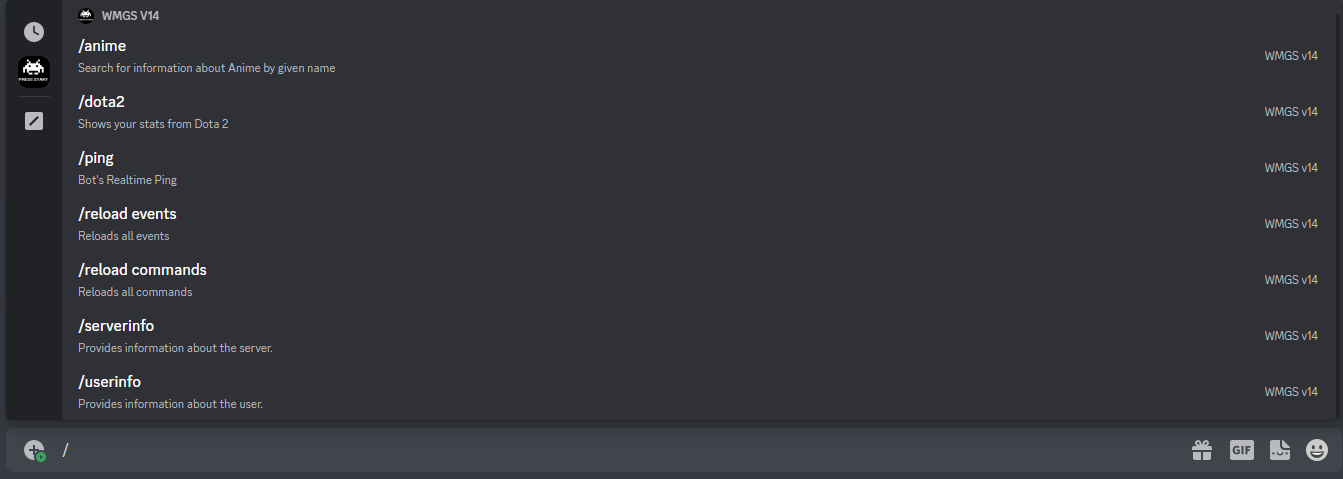 WMGS V14
/anime
Search for information about Anime by given name
WMGS v14
PRESS START
/dota2
Shows your stats from Dota 2
WMGS v14
/ping
Bot's Realtime Ping
WMGS v14
/reload events
Reloads all events
WMGS v14
/reload commands
Reloads all commands
WMGS v14
/serverinfo
Provides information about the server.
WMGS v14
/userinfo
Provides information about the user.
WMGS v14
/
GIF